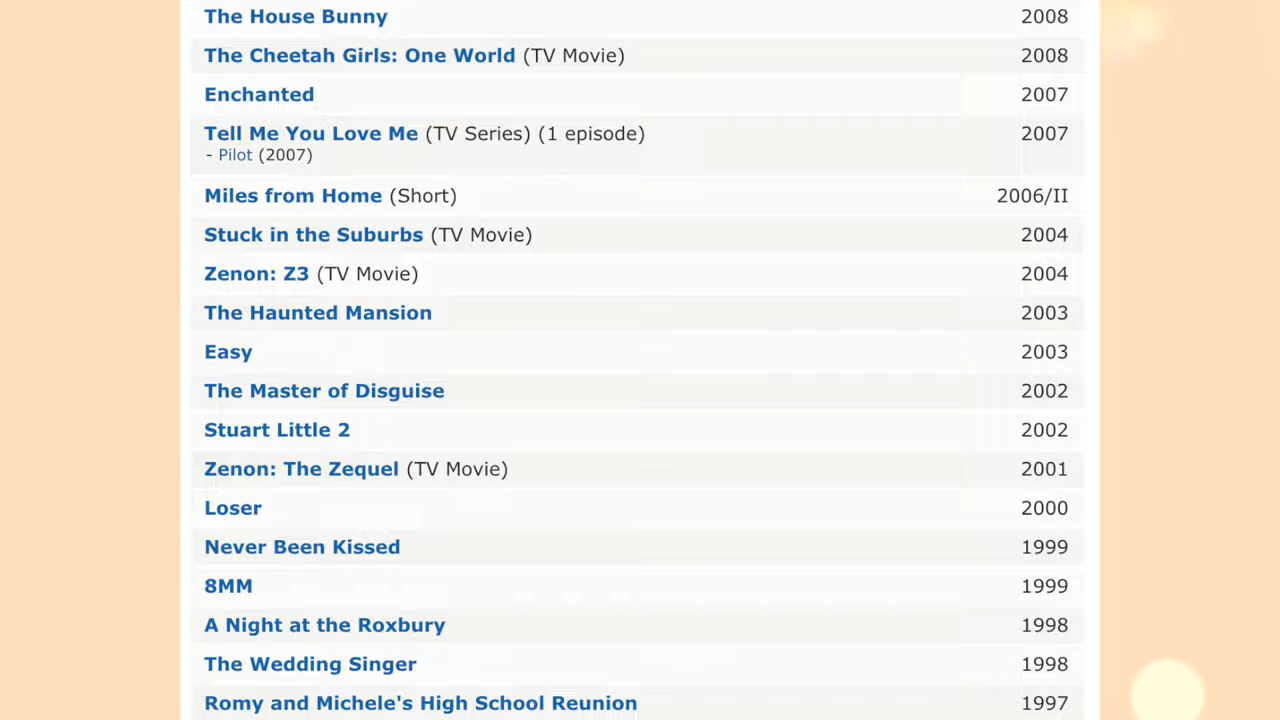 The House Bunny 2008
The Cheetah Girls: One World (TV Movie) 2008
Enchanted 2007
Tell Me You Love Me (TV Series) (1 episode) 2007
- Pilot (2007)
Miles from Home (Short) 2006/II
Stuck in the Suburbs (TV Movie) 2004
Zenon: Z3 (TV Movie) 2004
The Haunted Mansion 2003
Easy 2003
The Master of Disguise 2002
Stuart Little 2 2002
Zenon: The Zequel (TV Movie) 2001
Loser 2000
Never Been Kissed 1999
8MM 1999
A Night at the Roxbury 1998
The Wedding Singer 1998
Romy and Michele's High School Reunion 1997